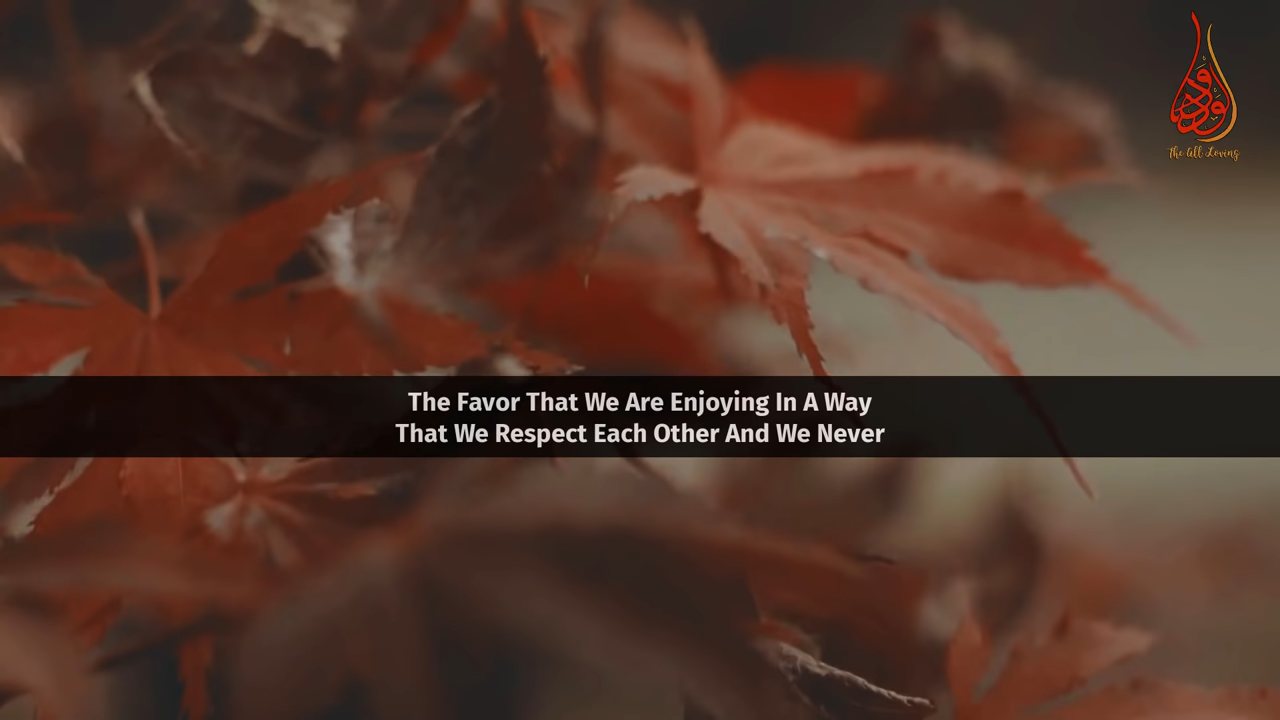 الودود
The All Loving
The Favor That We Are Enjoying In A Way
That We Respect Each Other And We Never